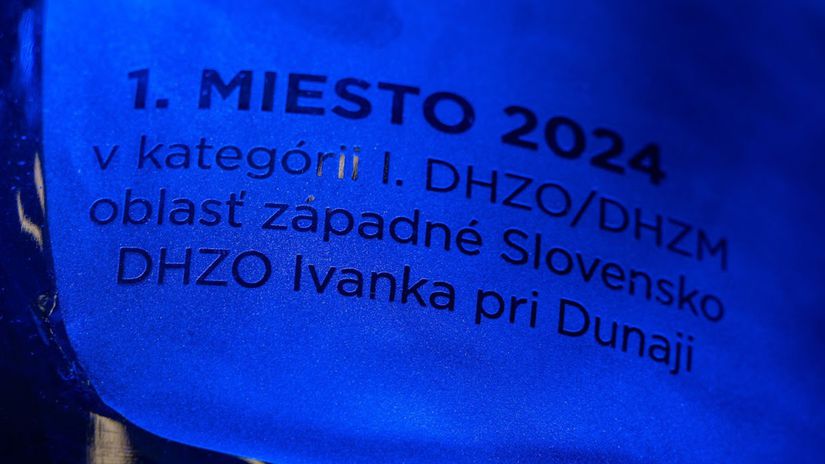 1. MIESTO 2024
v kategórii I. DHZO/DHZM
oblasť západné Slovensko
DHZO Ivanka pri Dunaji